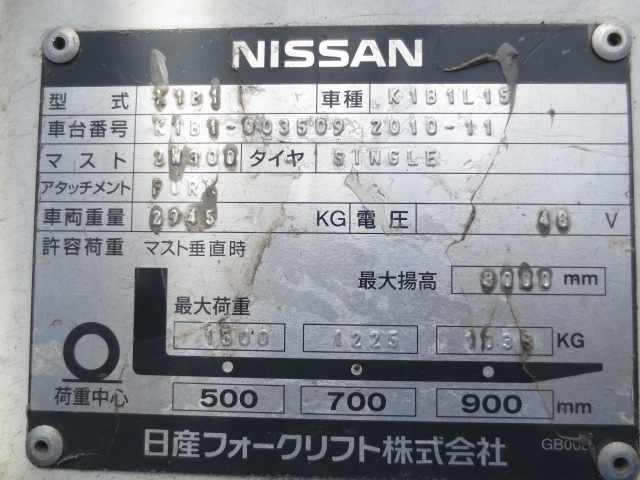 NISSAN
型式 K1B1 車種 K1B1L15
車台番号 K1B1-003509 2010-11
マスト 2W300 タイヤ SINGLE
アタッチメント FORK
車両重量 2945 KG 電圧 48 V
許容荷重 マスト垂直時
最大揚高 3000 mm
最大荷重
1500 1225 KG
荷重中心 500 700 900 mm
日産フォークリフト株式会社